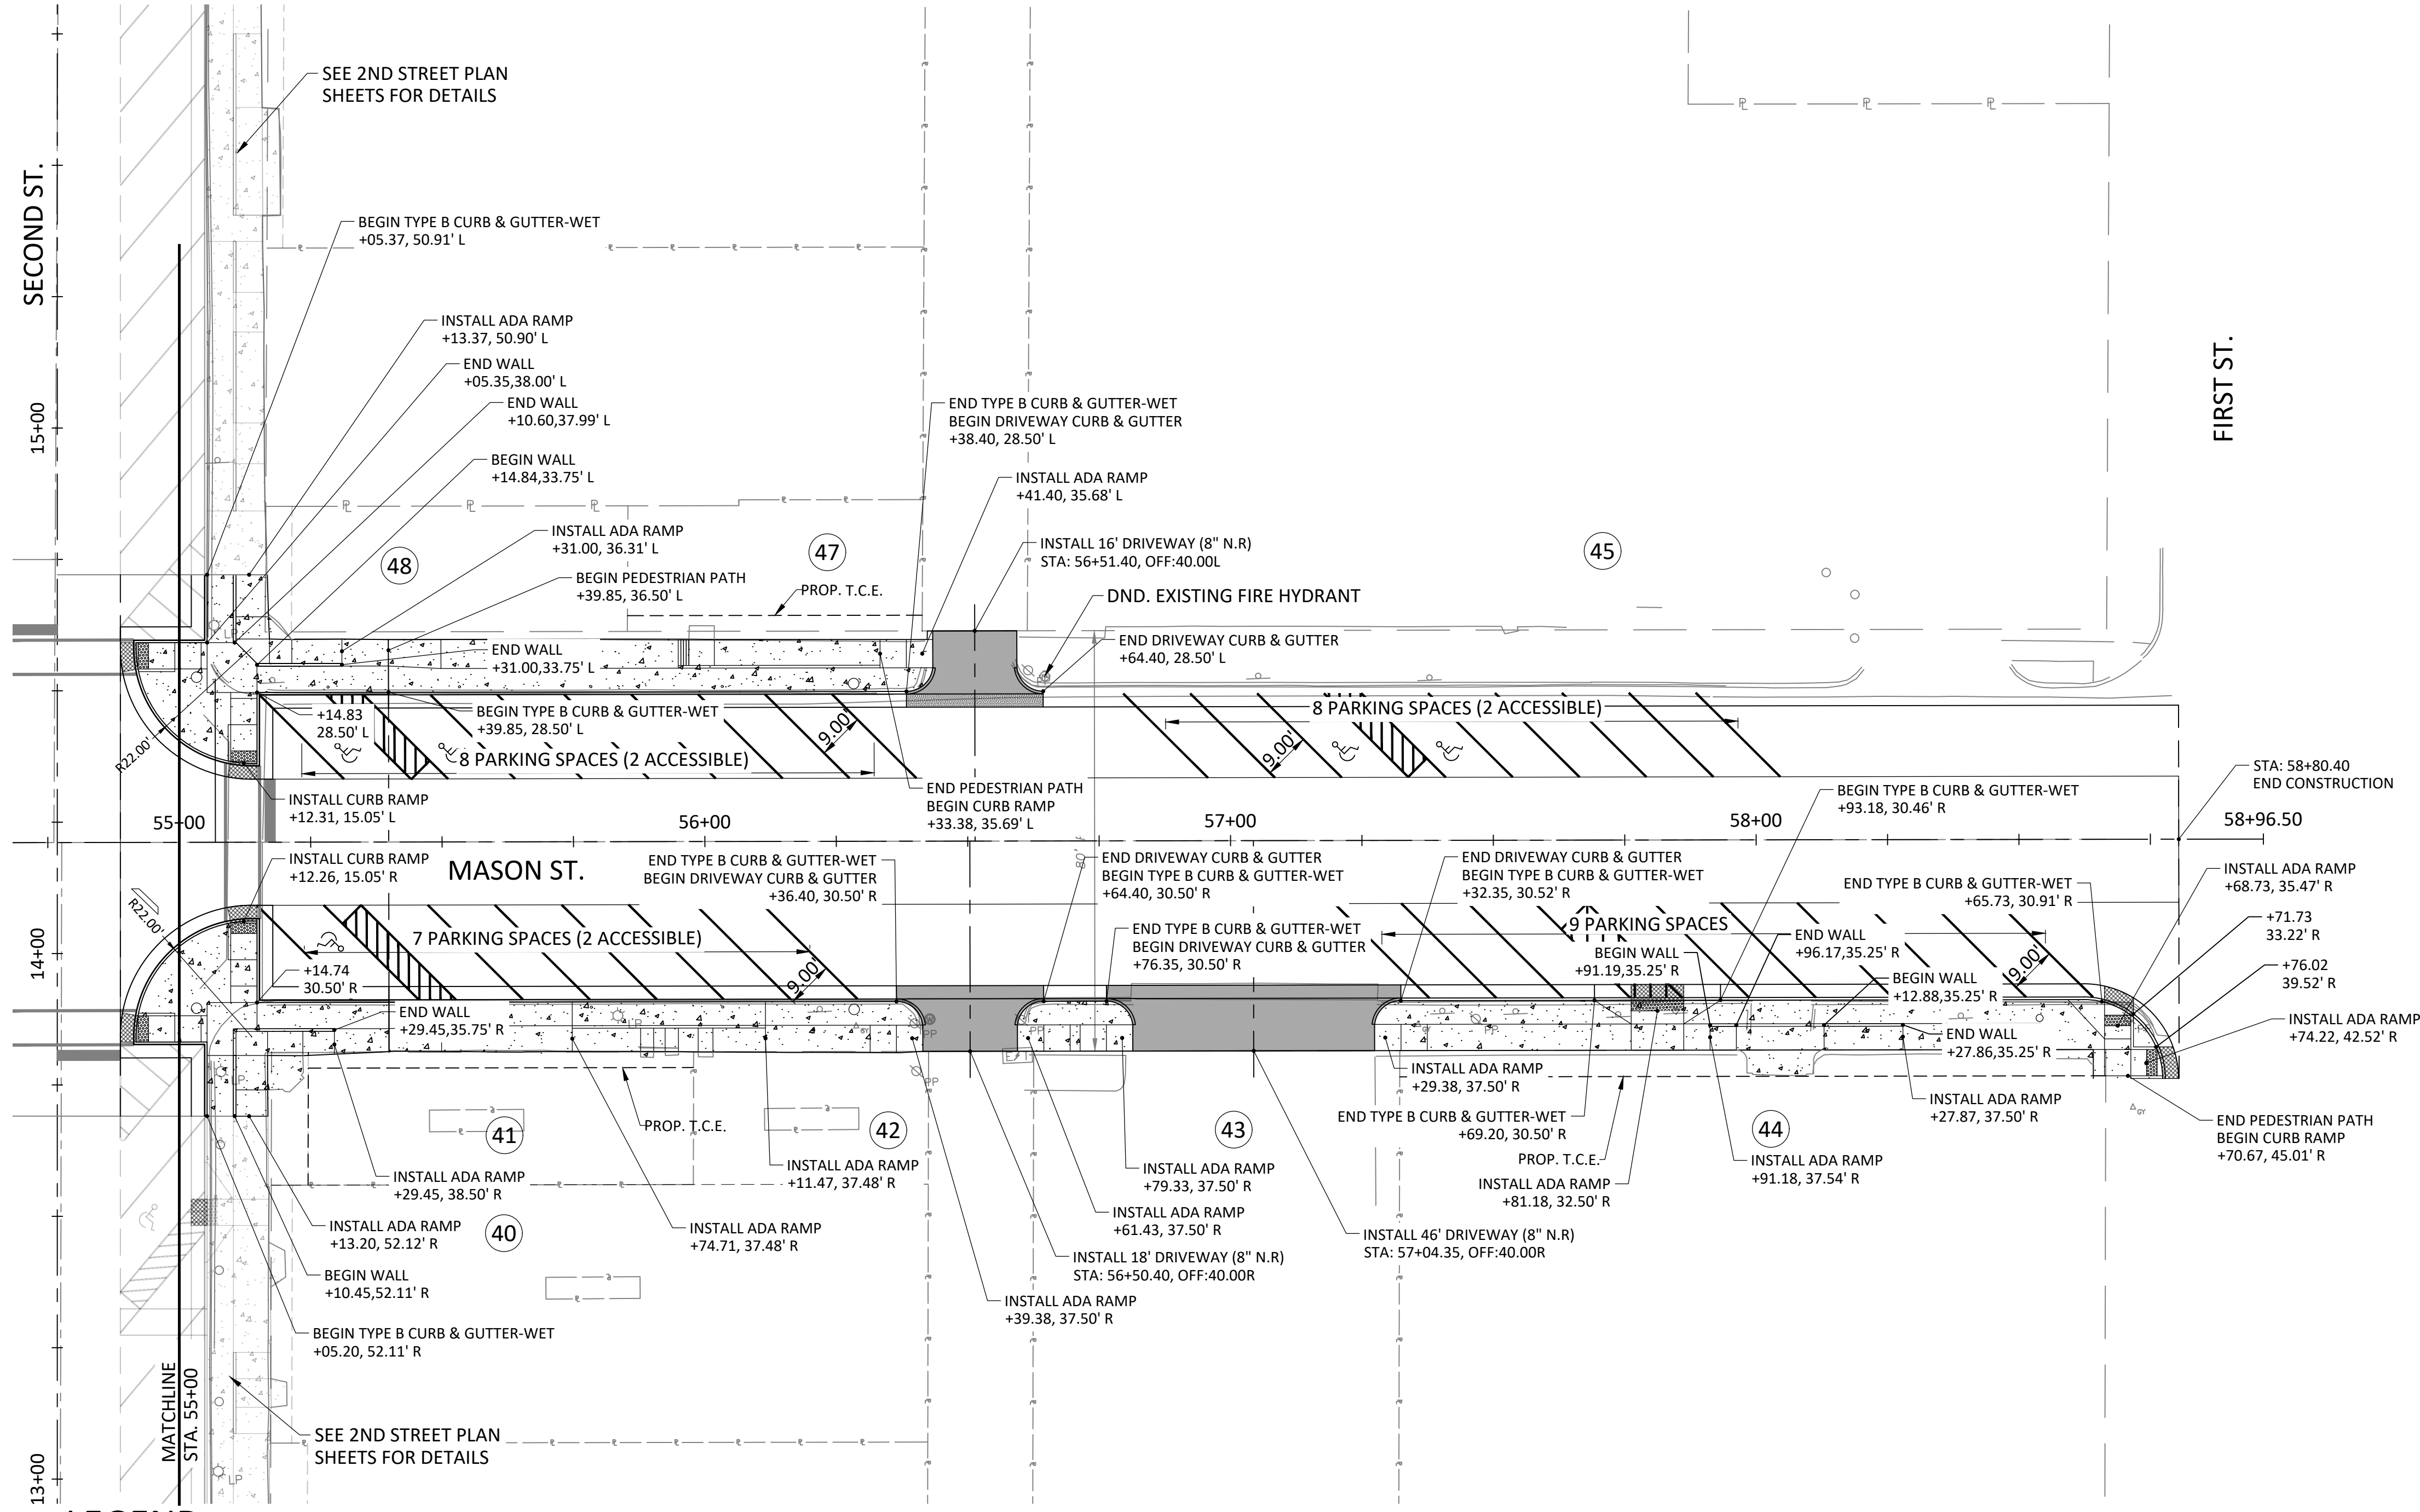 SEE 2ND STREET PLAN
SHEETS FOR DETAILS
SECOND ST.
FIRST ST.
15+00
14+00
13+00
BEGIN TYPE B CURB & GUTTER-WET
+05.37, 50.91' L
INSTALL ADA RAMP
+13.37, 50.90' L
END WALL
+05.35,38.00' L
END WALL
+10.60,37.99' L
BEGIN WALL
+14.84,33.75' L
INSTALL ADA RAMP
+31.00, 36.31' L
BEGIN PEDESTRIAN PATH
+39.85, 36.50' L
END WALL
+31.00,33.75' L
48
47
45
PROP. T.C.E.
END TYPE B CURB & GUTTER-WET
BEGIN DRIVEWAY CURB & GUTTER
+38.40, 28.50' L
INSTALL ADA RAMP
+41.40, 35.68' L
INSTALL 16' DRIVEWAY (8" N.R)
STA: 56+51.40, OFF:40.00L
DND. EXISTING FIRE HYDRANT
END DRIVEWAY CURB & GUTTER
+64.40, 28.50' L
LP
PL
PL
PL
PL
PL
PL
+14.83
28.50' L
BEGIN TYPE B CURB & GUTTER-WET
+39.85, 28.50' L
8 PARKING SPACES (2 ACCESSIBLE)
9.00'
8 PARKING SPACES (2 ACCESSIBLE)
9.00'
R22.00'
INSTALL CURB RAMP
+12.31, 15.05' L
END PEDESTRIAN PATH
BEGIN CURB RAMP
+33.38, 35.69' L
STA: 58+80.40
END CONSTRUCTION
BEGIN TYPE B CURB & GUTTER-WET
+93.18, 30.46' R
55+00
56+00
57+00
58+00
58+96.50
MASON ST.
80'
INSTALL CURB RAMP
+12.26, 15.05' R
END TYPE B CURB & GUTTER-WET
BEGIN DRIVEWAY CURB & GUTTER
+36.40, 30.50' R
END DRIVEWAY CURB & GUTTER
BEGIN TYPE B CURB & GUTTER-WET
+64.40, 30.50' R
END DRIVEWAY CURB & GUTTER
BEGIN TYPE B CURB & GUTTER-WET
+32.35, 30.52' R
END TYPE B CURB & GUTTER-WET
+65.73, 30.91' R
INSTALL ADA RAMP
+68.73, 35.47' R
+71.73
33.22' R
+76.02
39.52' R
R22.00'
7 PARKING SPACES (2 ACCESSIBLE)
9.00'
END TYPE B CURB & GUTTER-WET
BEGIN DRIVEWAY CURB & GUTTER
+76.35, 30.50' R
9 PARKING SPACES
9.00'
BEGIN WALL
+91.19,35.25' R
END WALL
+96.17,35.25' R
BEGIN WALL
+12.88,35.25' R
END WALL
+27.86,35.25' R
+14.74
30.50' R
END WALL
+29.45,35.75' R
LP
LP
LP
PP
PP
PP
PP
GY
GY
GY
INSTALL ADA RAMP
+74.22, 42.52' R
INSTALL ADA RAMP
+29.38, 37.50' R
INSTALL ADA RAMP
+27.87, 37.50' R
END TYPE B CURB & GUTTER-WET
+69.20, 30.50' R
END PEDESTRIAN PATH
BEGIN CURB RAMP
+70.67, 45.01' R
PROP. T.C.E.
41
42
43
44
40
PROP. T.C.E.
INSTALL ADA RAMP
+91.18, 37.54' R
INSTALL ADA RAMP
+81.18, 32.50' R
INSTALL ADA RAMP
+29.45, 38.50' R
INSTALL ADA RAMP
+11.47, 37.48' R
INSTALL ADA RAMP
+79.33, 37.50' R
INSTALL ADA RAMP
+61.43, 37.50' R
INSTALL ADA RAMP
+13.20, 52.12' R
INSTALL ADA RAMP
+74.71, 37.48' R
INSTALL 18' DRIVEWAY (8" N.R)
STA: 56+50.40, OFF:40.00R
INSTALL 46' DRIVEWAY (8" N.R)
STA: 57+04.35, OFF:40.00R
BEGIN WALL
+10.45,52.11' R
INSTALL ADA RAMP
+39.38, 37.50' R
BEGIN TYPE B CURB & GUTTER-WET
+05.20, 52.11' R
MATCHLINE
STA. 55+00
SEE 2ND STREET PLAN
SHEETS FOR DETAILS
LP